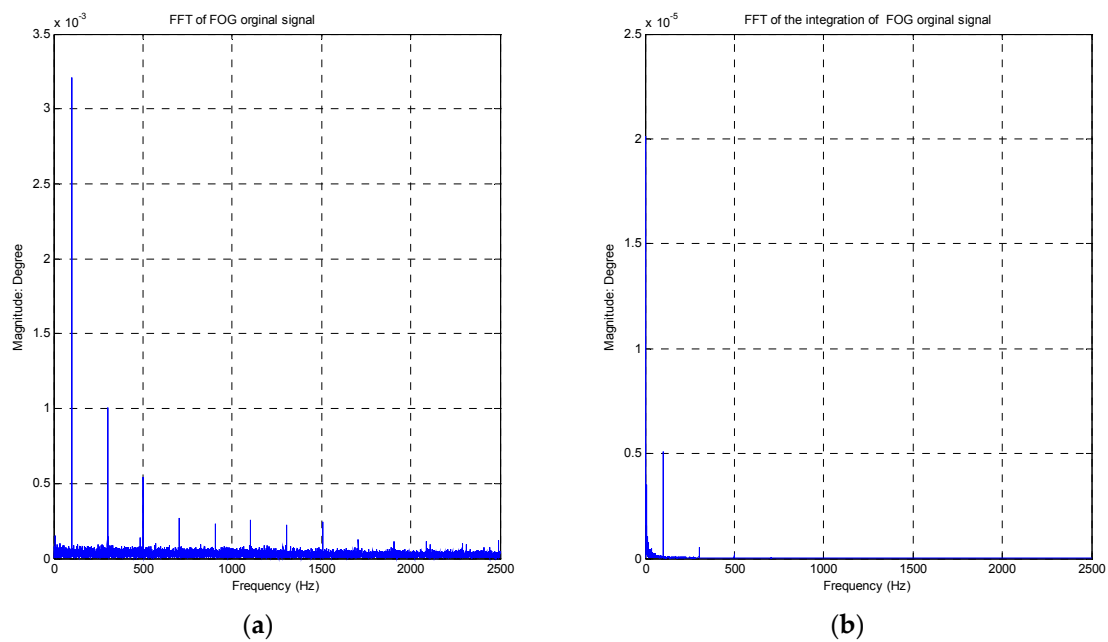 FFT of FOG orginal signal
x 10^-3
3.5
3
2.5
2
1.5
1
0.5
0
Magnitude: Degree
0 500 1000 1500 2000 2500
Frequency (Hz)
(a)
FFT of the integration of FOG orginal signal
x 10^-5
2.5
2
1.5
1
0.5
0
Magnitude: Degree
0 500 1000 1500 2000 2500
Frequency (Hz)
(b)